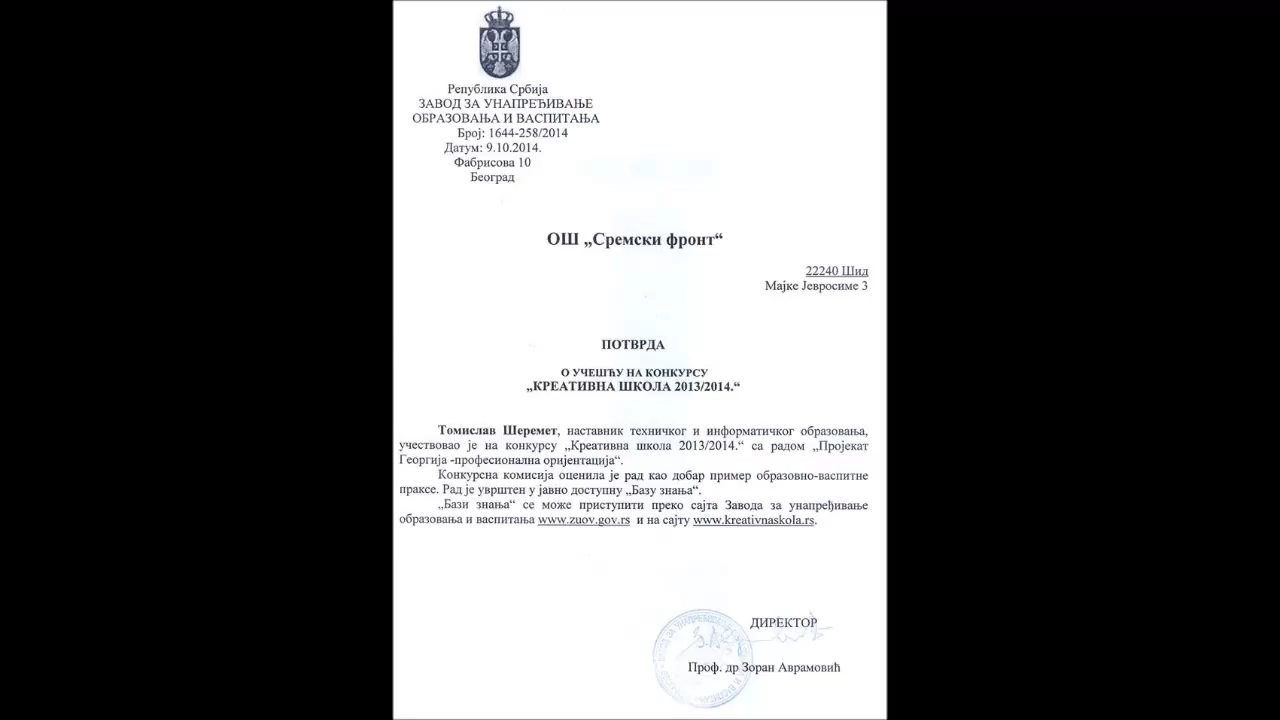 Република Србија
ЗАВОД ЗА УНАПРЕЂИВАЊЕ
ОБРАЗОВАЊА И ВАСПИТАЊА
Број: 1644-258/2014
Датум: 9.10.2014.
Фабрисова 10
Београд
ОШ „Сремски фронт“
22240 Шид
Мајке Јевросиме 3
ПОТВРДА
О УЧЕШЋУ НА КОНКУРСУ
„КРЕАТИВНА ШКОЛА 2013/2014.“
Томислав Шеремет, наставник техничког и информатичког образовања,
учествовао је на конкурсу „Креативна школа 2013/2014.“ са радом „Пројекат
Георгија -професионална оријентација“.
Конкурсна комисија оценила је рад као добар пример образовно-васпитне
праксе. Рад је уврштен у јавно доступну „Базу знања“.
„Бази знања“ се може приступити преко сајта Завода за унапређивање
образовања и васпитања www.zuov.gov.rs и на сајту www.kreativnaskola.rs.
ДИРЕКТОР
Проф. др Зоран Аврамовић